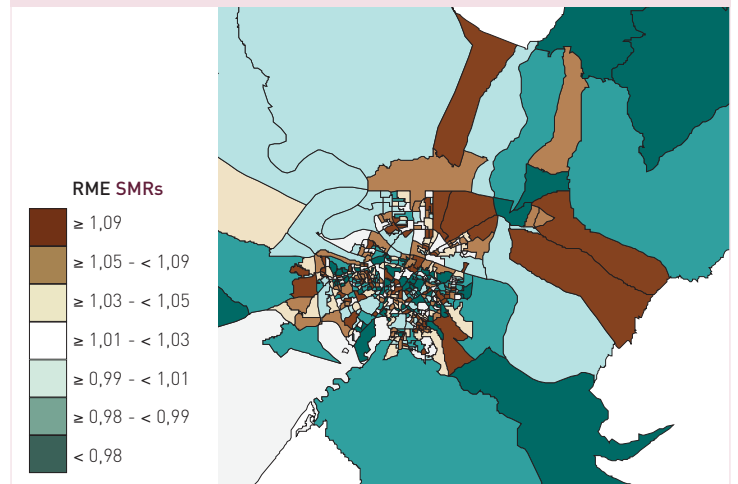 RME SMRs
≥ 1,09
≥ 1,05 - < 1,09
≥ 1,03 - < 1,05
≥ 1,01 - < 1,03
≥ 0,99 - < 1,01
≥ 0,98 - < 0,99
< 0,98